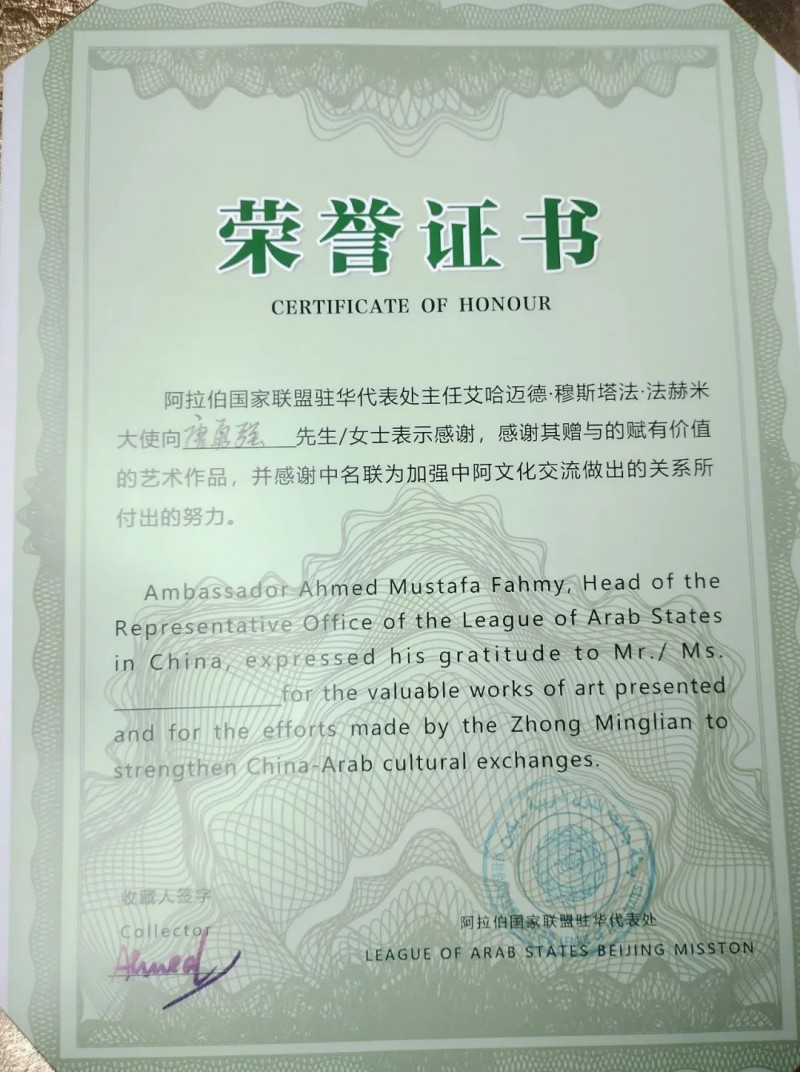 荣誉证书
CERTIFICATE OF HONOUR
阿拉伯国家联盟驻华代表处主任艾哈迈德·穆斯塔法·法赫米
大使向唐勇强 先生/女士表示感谢，感谢其赠与的赋有价值
的艺术作品，并感谢中名联为加强中阿文化交流做出的关系所
付出的努力。
Ambassador Ahmed Mustafa Fahmy, Head of the
Representative Office of the League of Arab States
in China, expressed his gratitude to Mr./ Ms.
for the valuable works of art presented
and for the efforts made by the Zhong Minglian to
strengthen China-Arab cultural exchanges.
收藏人签字
Collector
Ahmed
阿拉伯国家联盟驻华代表处
LEAGUE OF ARAB STATES BEIJING MISSTON